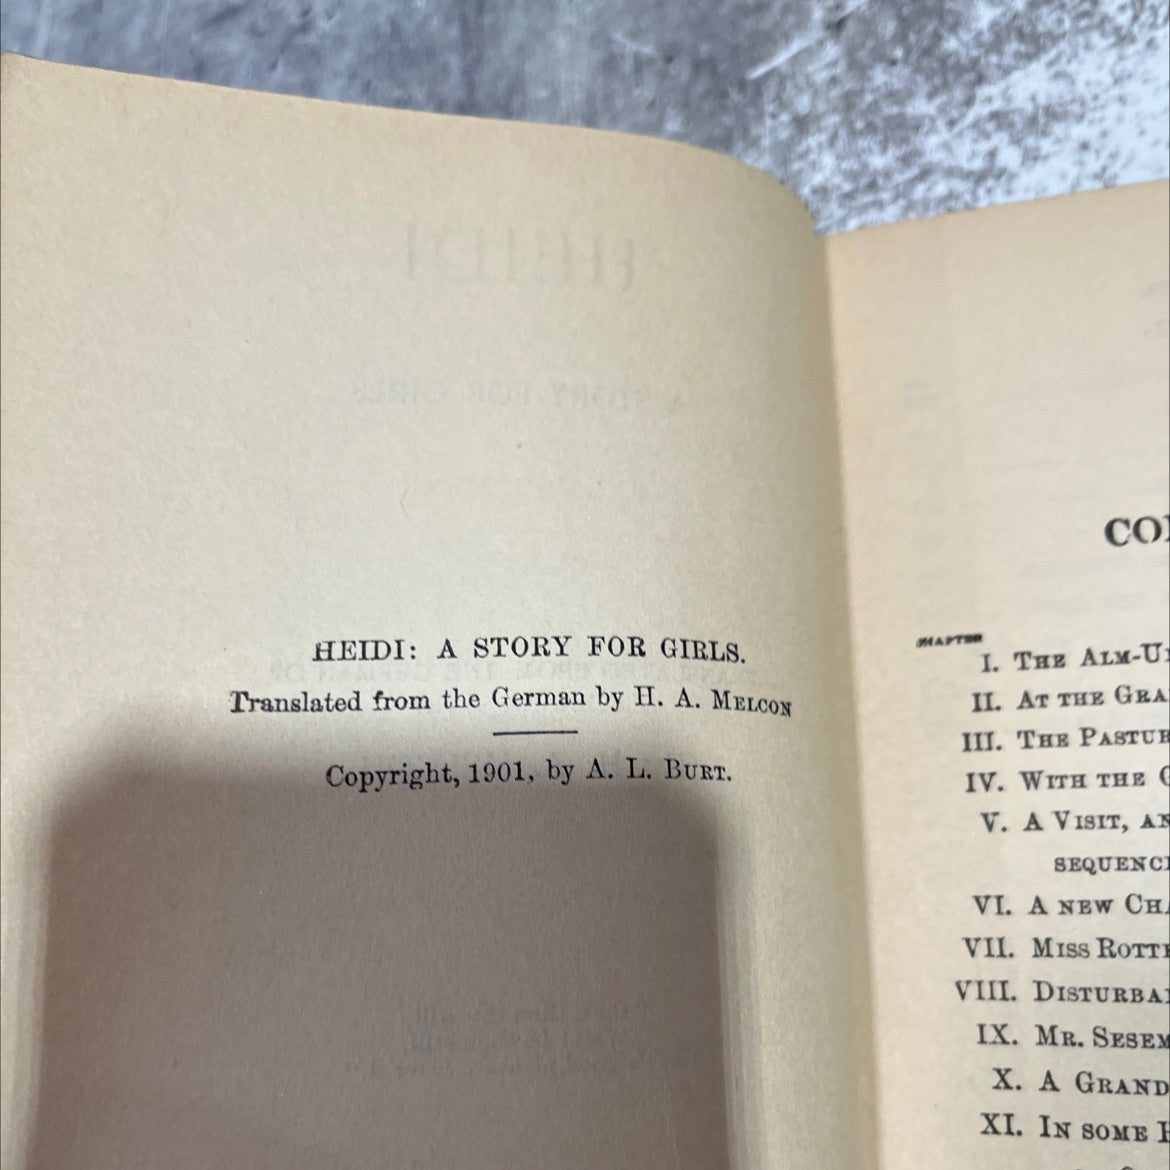 HEIDI: A STORY FOR GIRLS.
Translated from the German by H. A. MELCON
Copyright, 1901, by A. L. BURT.
CHAPTER
I. THE ALM-U
II. AT THE GRA
III. THE PASTUR
IV. WITH THE G
V. A VISIT, AN
SEQUENC
VI. A NEW CHA
VII. MISS ROTT
VIII. DISTURBA
IX. MR. SESEM
X. A GRAND
XI. IN SOME